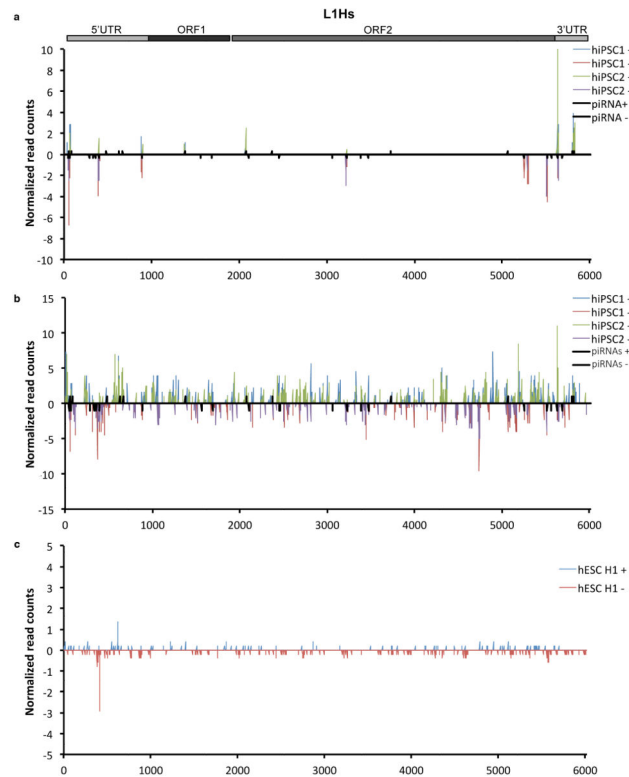 L1Hs
a
5'UTR ORF1 ORF2 3'UTR
Normalized read counts
10
8
6
4
2
0
-2
-4
-6
-8
-10
0 1000 2000 3000 4000 5000 6000
hiPSC1 -
hiPSC1 -
hiPSC2 -
hiPSC2 -
piRNA+
piRNA -
b
Normalized read counts
15
10
5
0
-5
-10
-15
0 1000 2000 3000 4000 5000 6000
hiPSC1 -
hiPSC1 -
hiPSC2 -
hiPSC2 -
piRNAs +
piRNAs -
c
Normalized read counts
5
4
3
2
1
0
-1
-2
-3
-4
-5
0 1000 2000 3000 4000 5000 6000
hESC H1 +
hESC H1 -